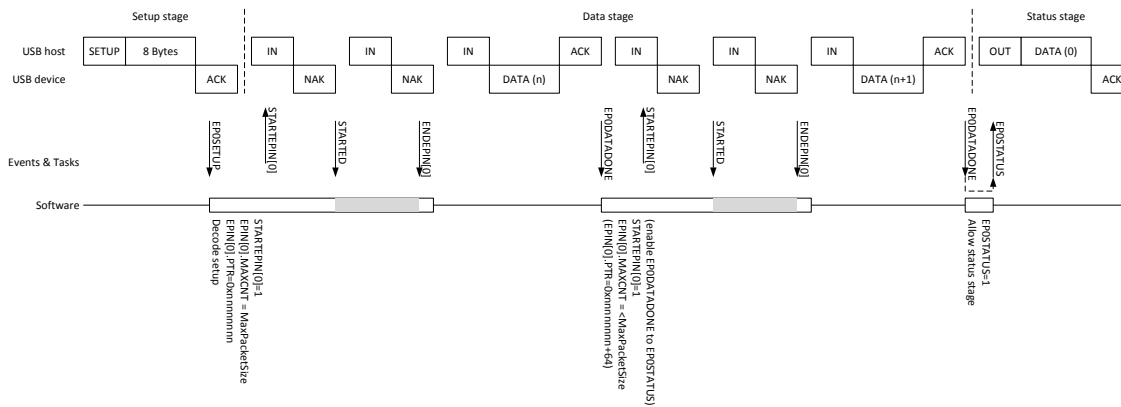 Setup stage
Data stage
Status stage
USB host
SETUP
8 Bytes
IN
IN
IN
ACK
IN
IN
IN
ACK
OUT
DATA (0)
USB device
ACK
NAK
NAK
DATA (n)
NAK
NAK
DATA (n+1)
ACK
Events & Tasks
EP0SETUP
STARTEPIN[0]
STARTED
ENDEPIN[0]
EP0DATADONE
STARTEPIN[0]
STARTED
ENDEPIN[0]
EP0DATADONE
EP0STATUS
Software
STARTEPIN[0]=1
EPIN[0].MAXCNT = MaxPacketSize
EPIN[0].PTR=0xnnnnnnnn
Decode setup
(enable EP0DATADONE to EP0STATUS)
STARTEPIN[0]=1
EPIN[0].MAXCNT = <MaxPacketSize
(EPIN[0].PTR=0xnnnnnnnn+64)
EP0STATUS=1
Allow status stage